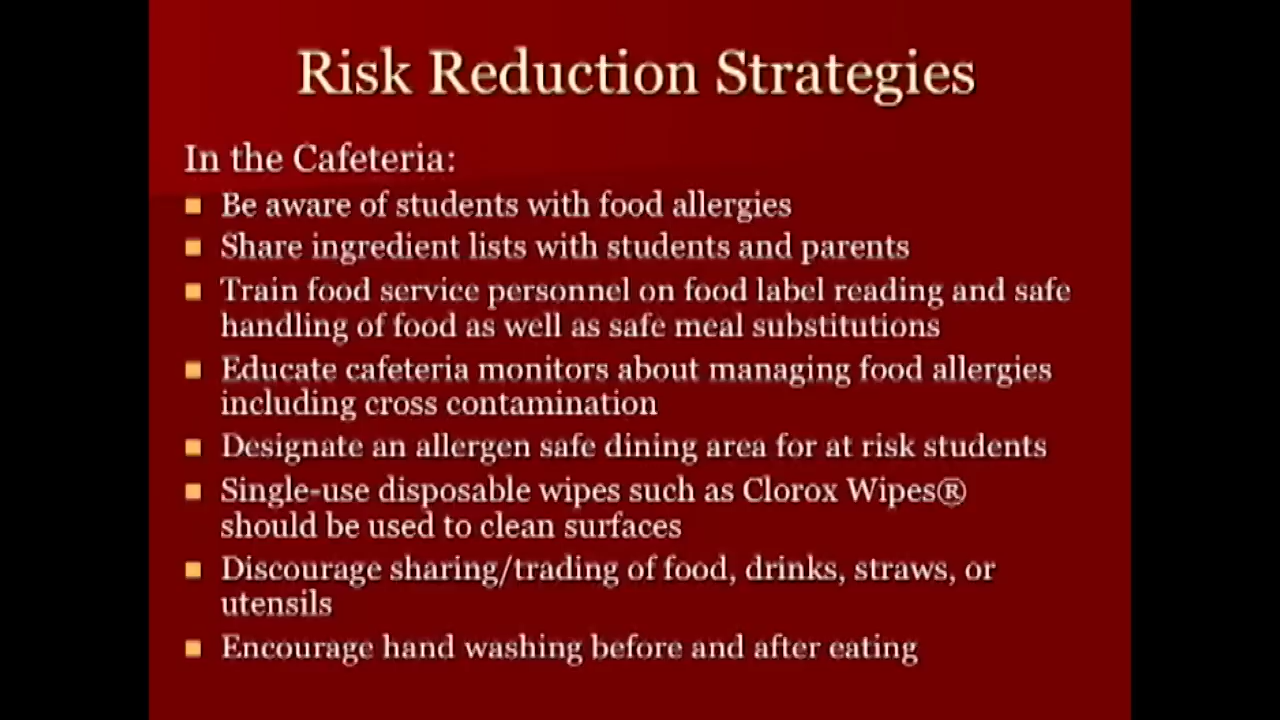 Risk Reduction Strategies
In the Cafeteria:
Be aware of students with food allergies
Share ingredient lists with students and parents
Train food service personnel on food label reading and safe
handling of food as well as safe meal substitutions
Educate cafeteria monitors about managing food allergies
including cross contamination
Designate an allergen safe dining area for at risk students
Single-use disposable wipes such as Clorox Wipes®
should be used to clean surfaces
Discourage sharing/trading of food, drinks, straws, or
utensils
Encourage hand washing before and after eating